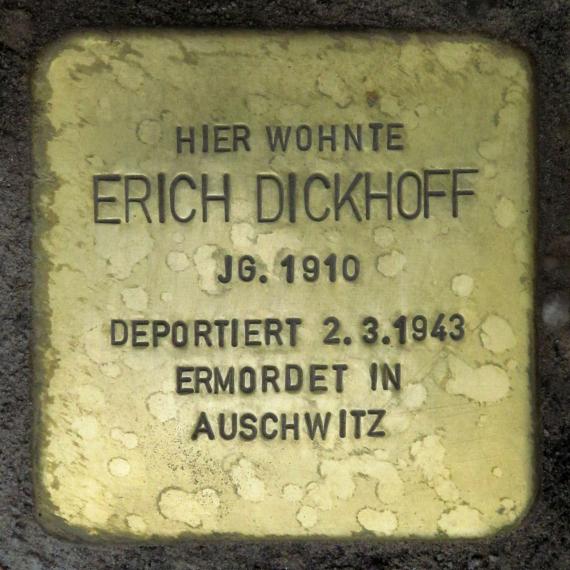 HIER WOHNTE
ERICH DICKHOFF
JG. 1910
DEPORTIERT 2.3.1943
ERMORDET IN
AUSCHWITZ